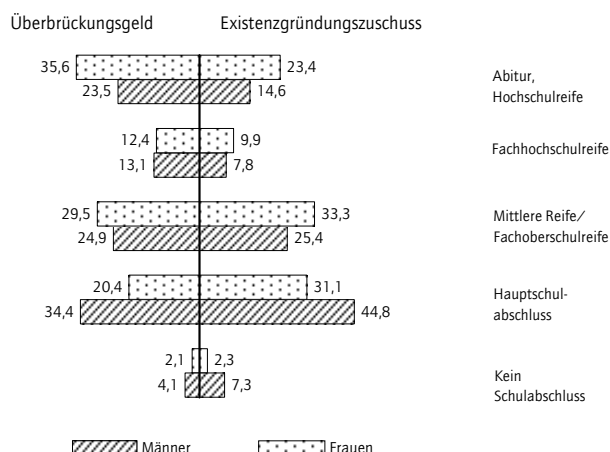 Überbrückungsgeld Existenzgründungszuschuss
35,6 23,4
23,5 14,6
Abitur,
Hochschulreife
12,4 9,9
13,1 7,8
Fachhochschulreife
29,5 33,3
24,9 25,4
Mittlere Reife/
Fachoberschulreife
20,4 31,1
34,4 44,8
Hauptschul-
abschluss
2,1 2,3
4,1 7,3
Kein
Schulabschluss
Männer Frauen